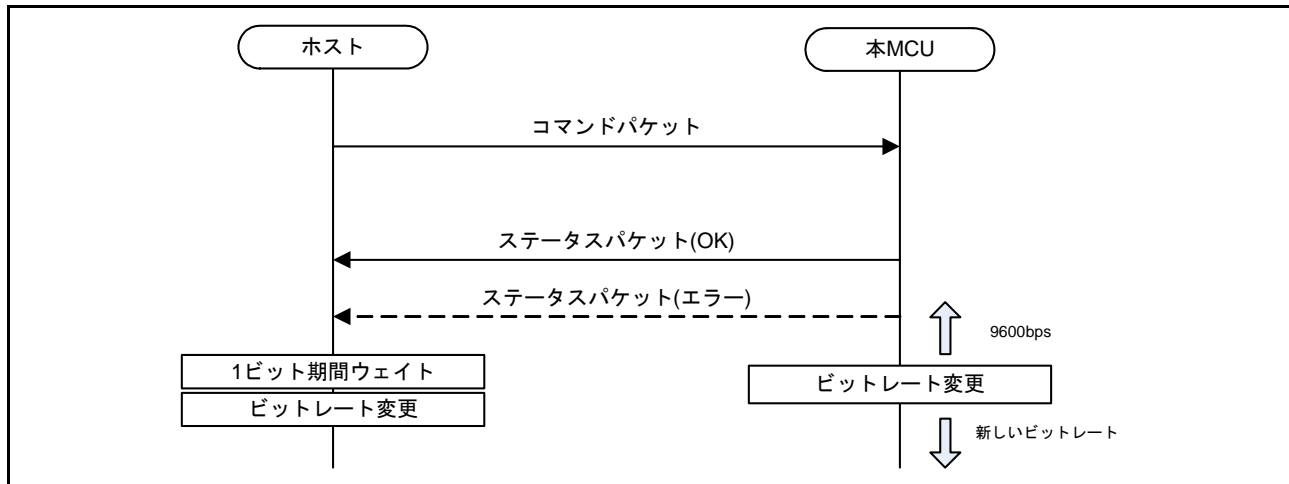 ホスト
本MCU
コマンドパケット
ステータスパケット(OK)
ステータスパケット(エラー)
9600bps
1ビット期間ウェイト
ビットレート変更
ビットレート変更
新しいビットレート